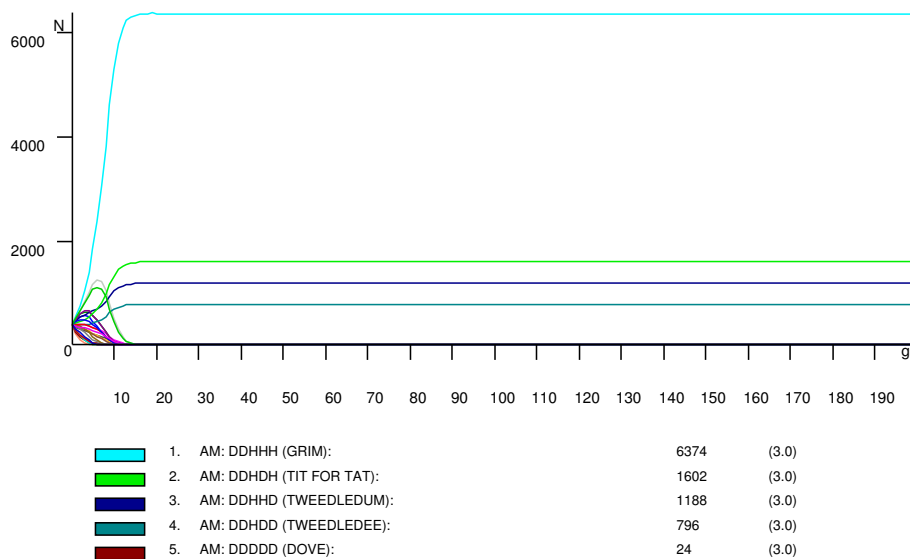 N
6000
4000
2000
0
g
10 20 30 40 50 60 70 80 90 100 110 120 130 140 150 160 170 180 190
1. AM: DDHHH (GRIM): 6374 (3.0)
2. AM: DDHDH (TIT FOR TAT): 1602 (3.0)
3. AM: DDHHD (TWEEDLEDUM): 1188 (3.0)
4. AM: DDHDD (TWEEDLEDEE): 796 (3.0)
5. AM: DDDDD (DOVE): 24 (3.0)